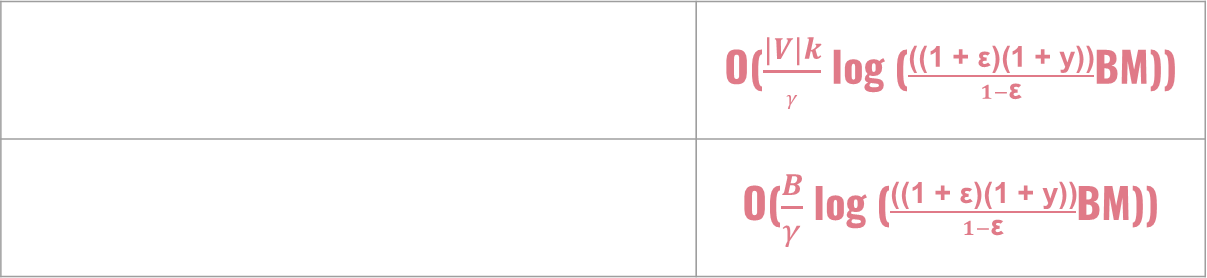 O(|V|k/γ log (((1 + ε)(1 + y))/1−ε BM))
O(B/γ log (((1 + ε)(1 + y))/1−ε BM))